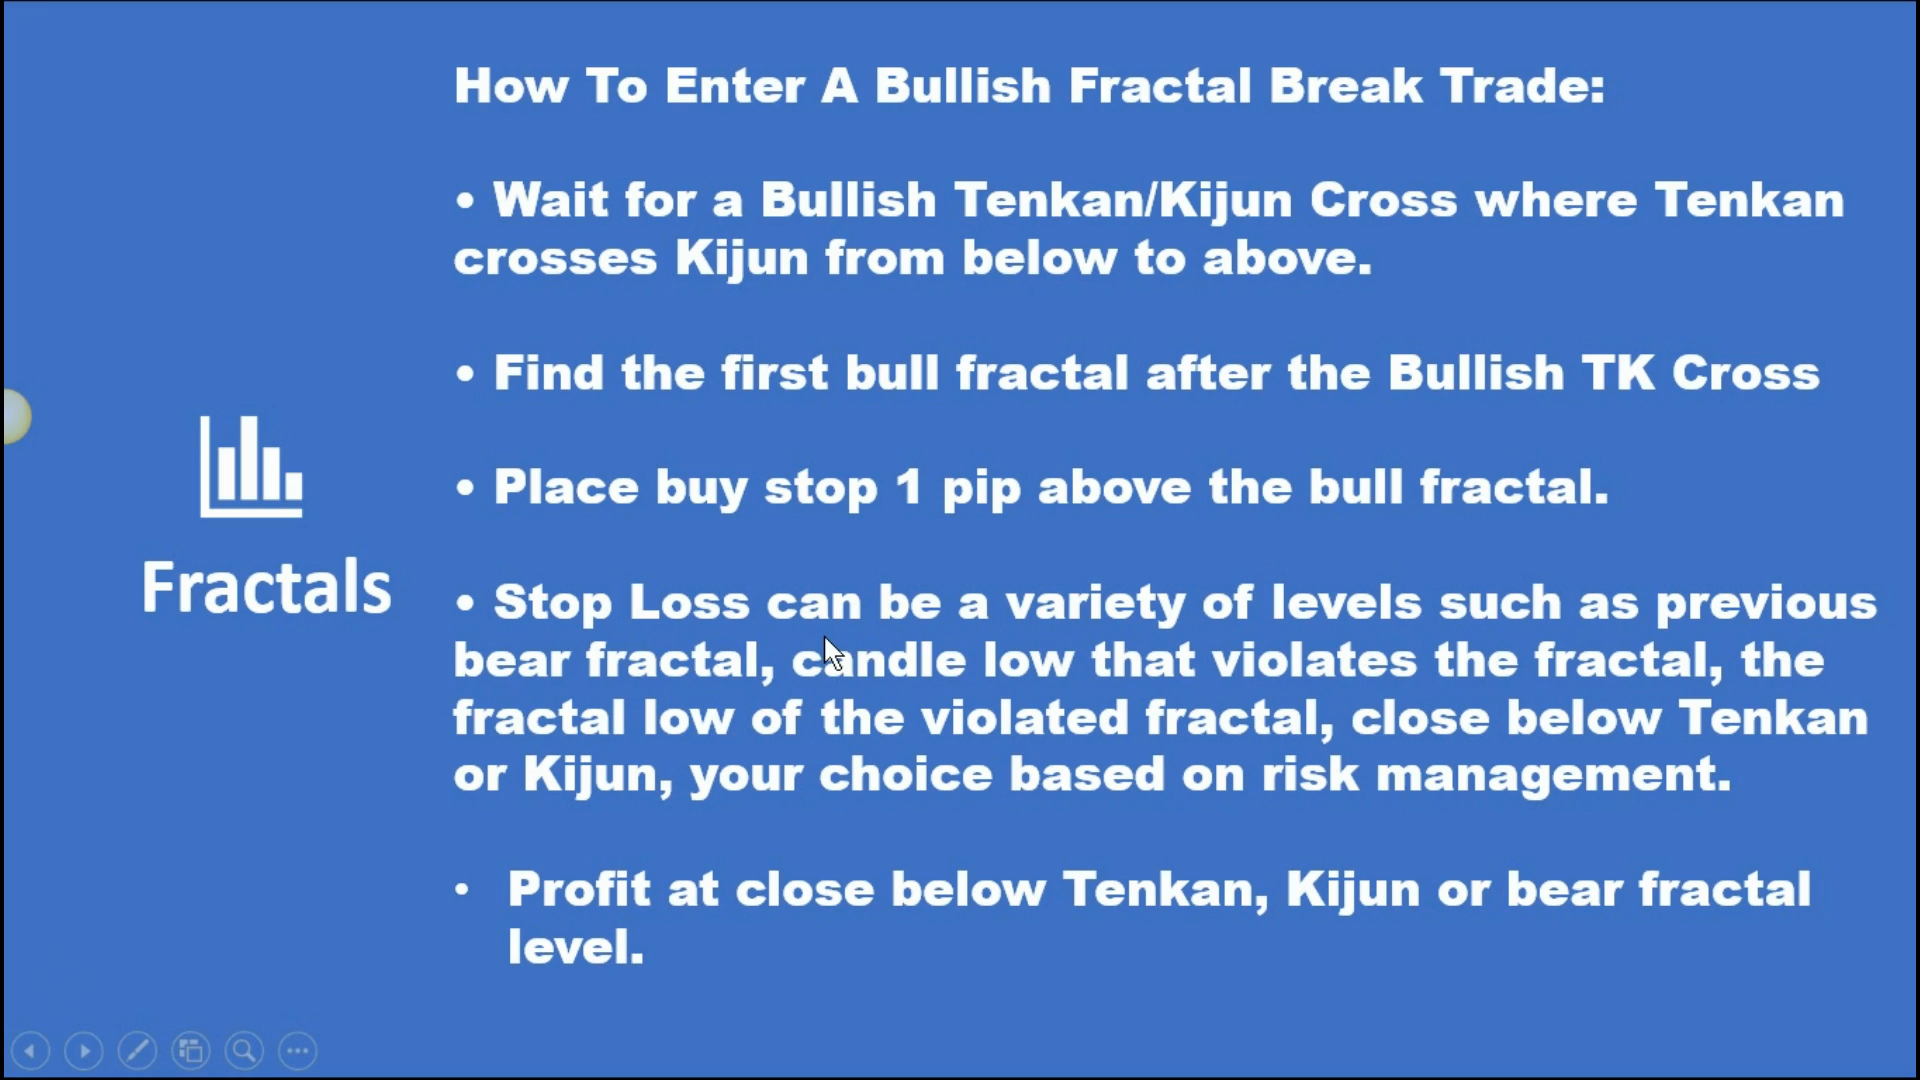 How To Enter A Bullish Fractal Break Trade:
• Wait for a Bullish Tenkan/Kijun Cross where Tenkan
crosses Kijun from below to above.
• Find the first bull fractal after the Bullish TK Cross
• Place buy stop 1 pip above the bull fractal.
Fractals
• Stop Loss can be a variety of levels such as previous
bear fractal, candle low that violates the fractal, the
fractal low of the violated fractal, close below Tenkan
or Kijun, your choice based on risk management.
• Profit at close below Tenkan, Kijun or bear fractal
level.